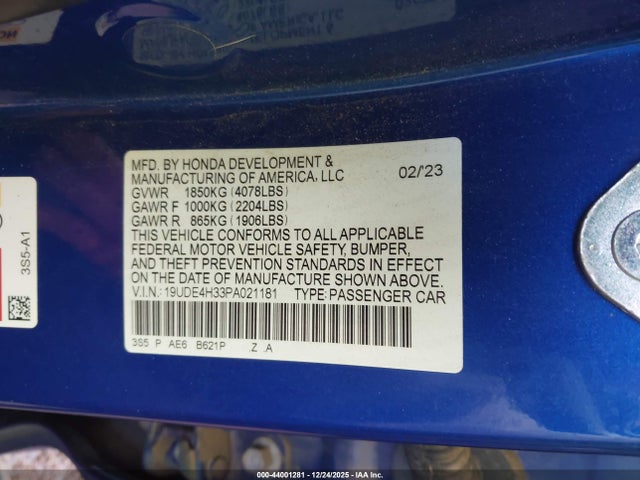 MFD. BY HONDA DEVELOPMENT &
MANUFACTURING OF AMERICA, LLC 02/23
GVWR 1850KG (4078LBS)
GAWR F 1000KG (2204LBS)
GAWR R 865KG (1906LBS)
THIS VEHICLE CONFORMS TO ALL APPLICABLE
FEDERAL MOTOR VEHICLE SAFETY, BUMPER,
AND THEFT PREVENTION STANDARDS IN EFFECT
ON THE DATE OF MANUFACTURE SHOWN ABOVE.
V.I.N.: 19UDE4H33PA021181 TYPE: PASSENGER CAR
3S5 P AE6 B621P .Z .A
3S5-A1
000-44001281 - 12/24/2025 - IAA Inc.